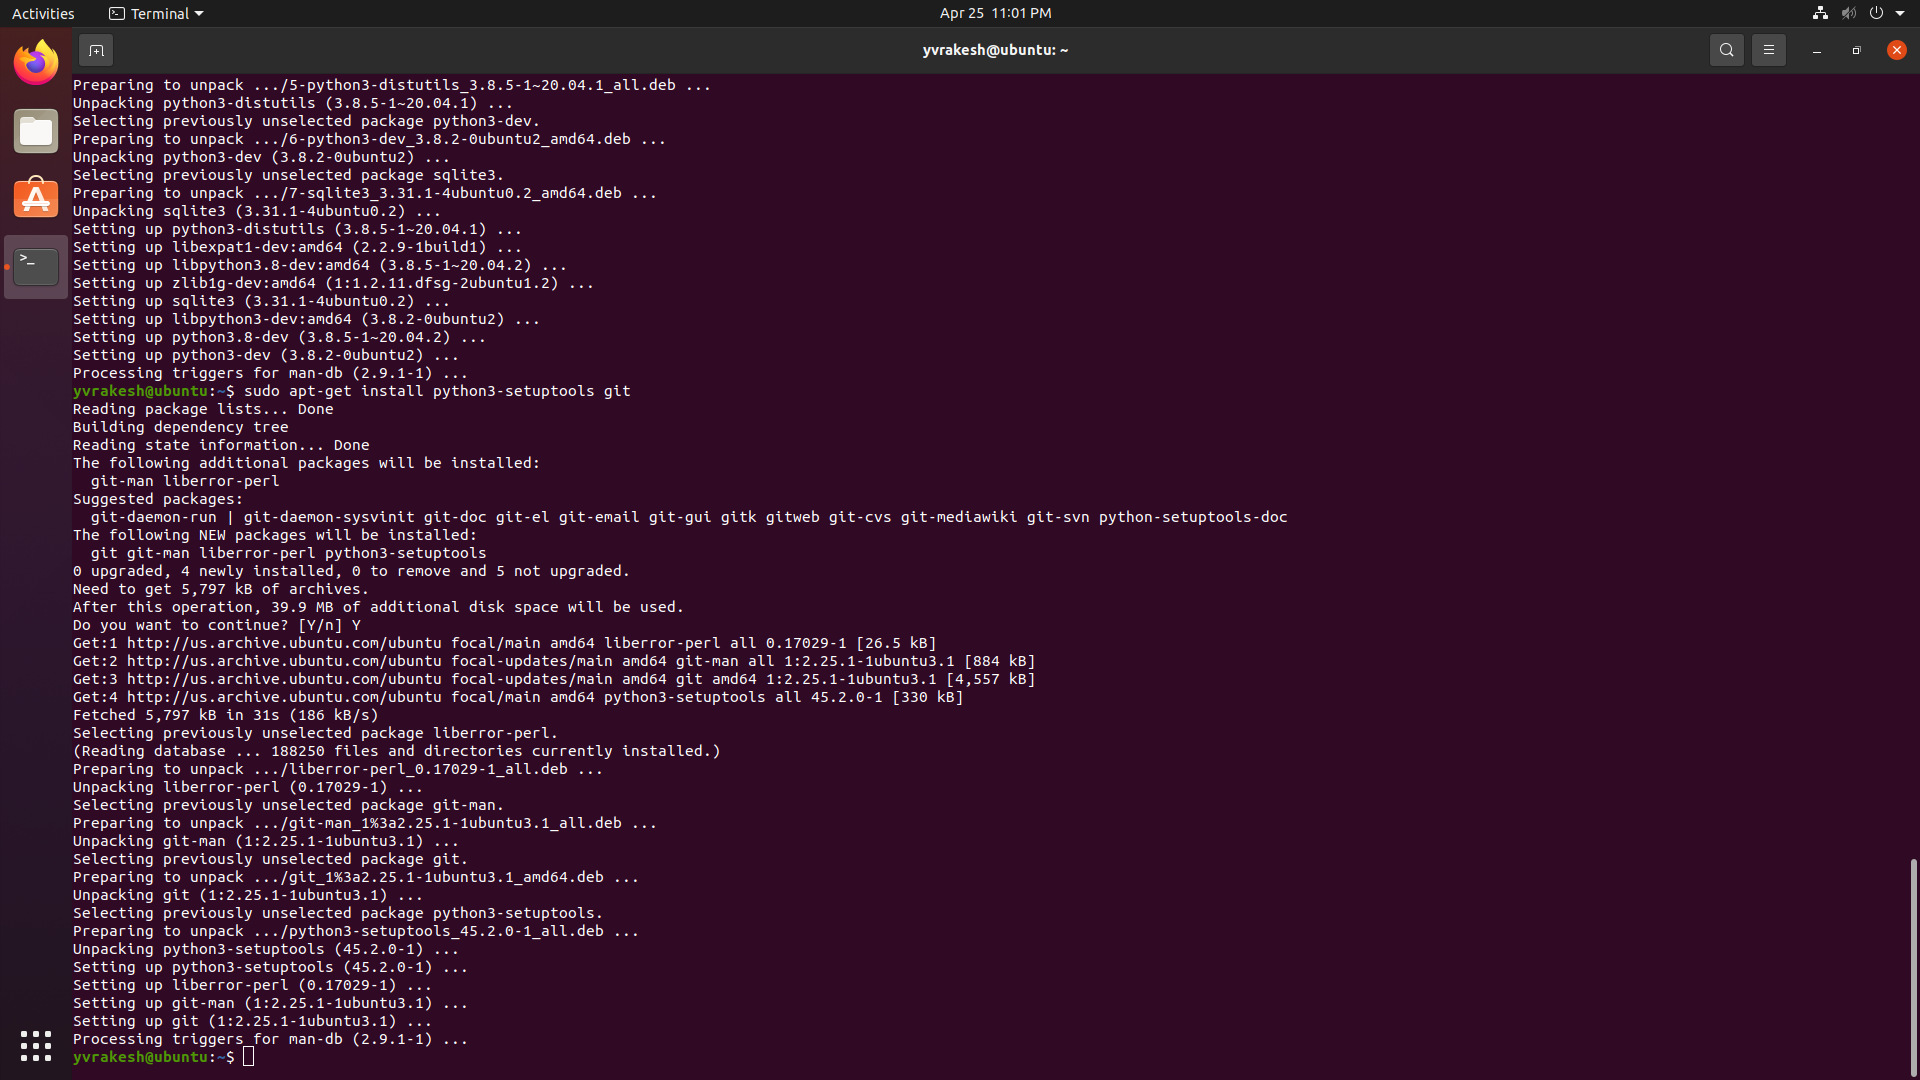 Activities
Terminal
Apr 25 11:01 PM
yvrakesh@ubuntu: ~
Preparing to unpack .../5-python3-distutils_3.8.5-1~20.04.1_all.deb ...
Unpacking python3-distutils (3.8.5-1~20.04.1) ...
Selecting previously unselected package python3-dev.
Preparing to unpack .../6-python3-dev_3.8.2-0ubuntu2_amd64.deb ...
Unpacking python3-dev (3.8.2-0ubuntu2) ...
Selecting previously unselected package sqlite3.
Preparing to unpack .../7-sqlite3_3.31.1-4ubuntu0.2_amd64.deb ...
Unpacking sqlite3 (3.31.1-4ubuntu0.2) ...
Setting up python3-distutils (3.8.5-1~20.04.1) ...
Setting up libexpat1-dev:amd64 (2.2.9-1build1) ...
Setting up libpython3.8-dev:amd64 (3.8.5-1~20.04.2) ...
Setting up zlib1g-dev:amd64 (1:1.2.11.dfsg-2ubuntu1.2) ...
Setting up sqlite3 (3.31.1-4ubuntu0.2) ...
Setting up libpython3-dev:amd64 (3.8.2-0ubuntu2) ...
Setting up python3.8-dev (3.8.5-1~20.04.2) ...
Setting up python3-dev (3.8.2-0ubuntu2) ...
Processing triggers for man-db (2.9.1-1) ...
yvrakesh@ubuntu:~$ sudo apt-get install python3-setuptools git
Reading package lists... Done
Building dependency tree
Reading state information... Done
The following additional packages will be installed:
  git-man liberror-perl
Suggested packages:
  git-daemon-run | git-daemon-sysvinit git-doc git-el git-email git-gui gitk gitweb git-cvs git-mediawiki git-svn python-setuptools-doc
The following NEW packages will be installed:
  git git-man liberror-perl python3-setuptools
0 upgraded, 4 newly installed, 0 to remove and 5 not upgraded.
Need to get 5,797 kB of archives.
After this operation, 39.9 MB of additional disk space will be used.
Do you want to continue? [Y/n] Y
Get:1 http://us.archive.ubuntu.com/ubuntu focal/main amd64 liberror-perl all 0.17029-1 [26.5 kB]
Get:2 http://us.archive.ubuntu.com/ubuntu focal-updates/main amd64 git-man all 1:2.25.1-1ubuntu3.1 [884 kB]
Get:3 http://us.archive.ubuntu.com/ubuntu focal-updates/main amd64 git amd64 1:2.25.1-1ubuntu3.1 [4,557 kB]
Get:4 http://us.archive.ubuntu.com/ubuntu focal/main amd64 python3-setuptools all 45.2.0-1 [330 kB]
Fetched 5,797 kB in 31s (186 kB/s)
Selecting previously unselected package liberror-perl.
(Reading database ... 188250 files and directories currently installed.)
Preparing to unpack .../liberror-perl_0.17029-1_all.deb ...
Unpacking liberror-perl (0.17029-1) ...
Selecting previously unselected package git-man.
Preparing to unpack .../git-man_1%3a2.25.1-1ubuntu3.1_all.deb ...
Unpacking git-man (1:2.25.1-1ubuntu3.1) ...
Selecting previously unselected package git.
Preparing to unpack .../git_1%3a2.25.1-1ubuntu3.1_amd64.deb ...
Unpacking git (1:2.25.1-1ubuntu3.1) ...
Selecting previously unselected package python3-setuptools.
Preparing to unpack .../python3-setuptools_45.2.0-1_all.deb ...
Unpacking python3-setuptools (45.2.0-1) ...
Setting up python3-setuptools (45.2.0-1) ...
Setting up liberror-perl (0.17029-1) ...
Setting up git-man (1:2.25.1-1ubuntu3.1) ...
Setting up git (1:2.25.1-1ubuntu3.1) ...
Processing triggers for man-db (2.9.1-1) ...
yvrakesh@ubuntu:~$